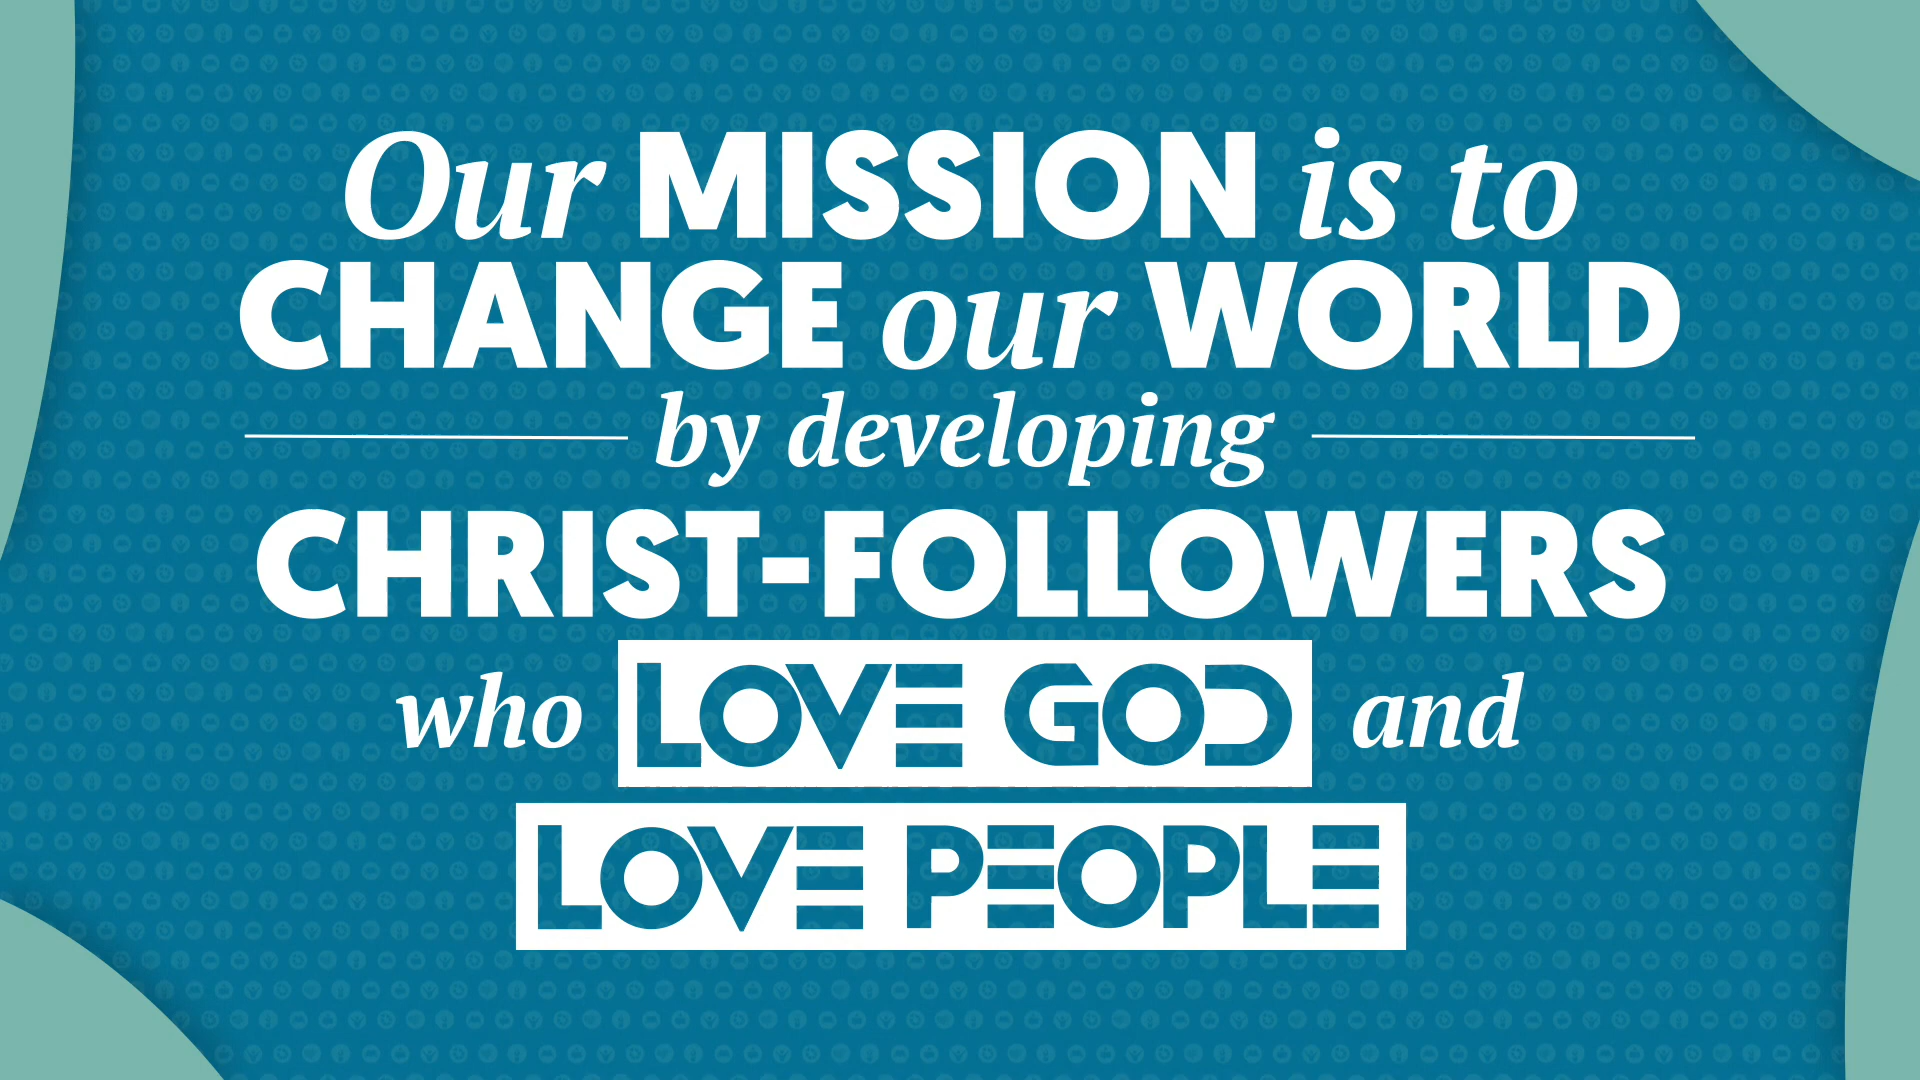 Our MISSION is to
CHANGE our WORLD
by developing
CHRIST-FOLLOWERS
who LOVE GOD and
LOVE PEOPLE